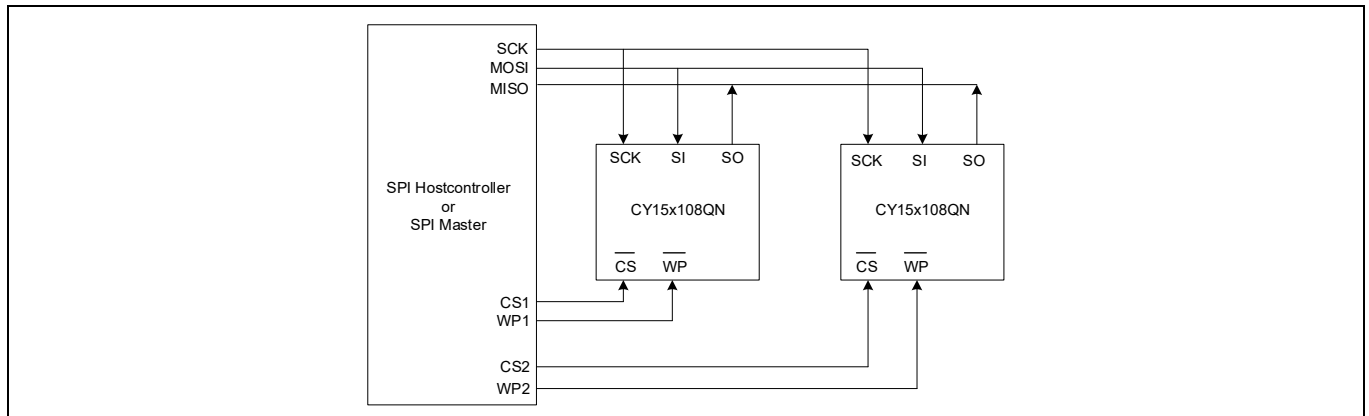 SCK
MOSI
MISO
SCK SI SO
SCK SI SO
SPI Hostcontroller
or
SPI Master
CY15x108QN
CY15x108QN
CS WP
CS WP
CS1
WP1
CS2
WP2